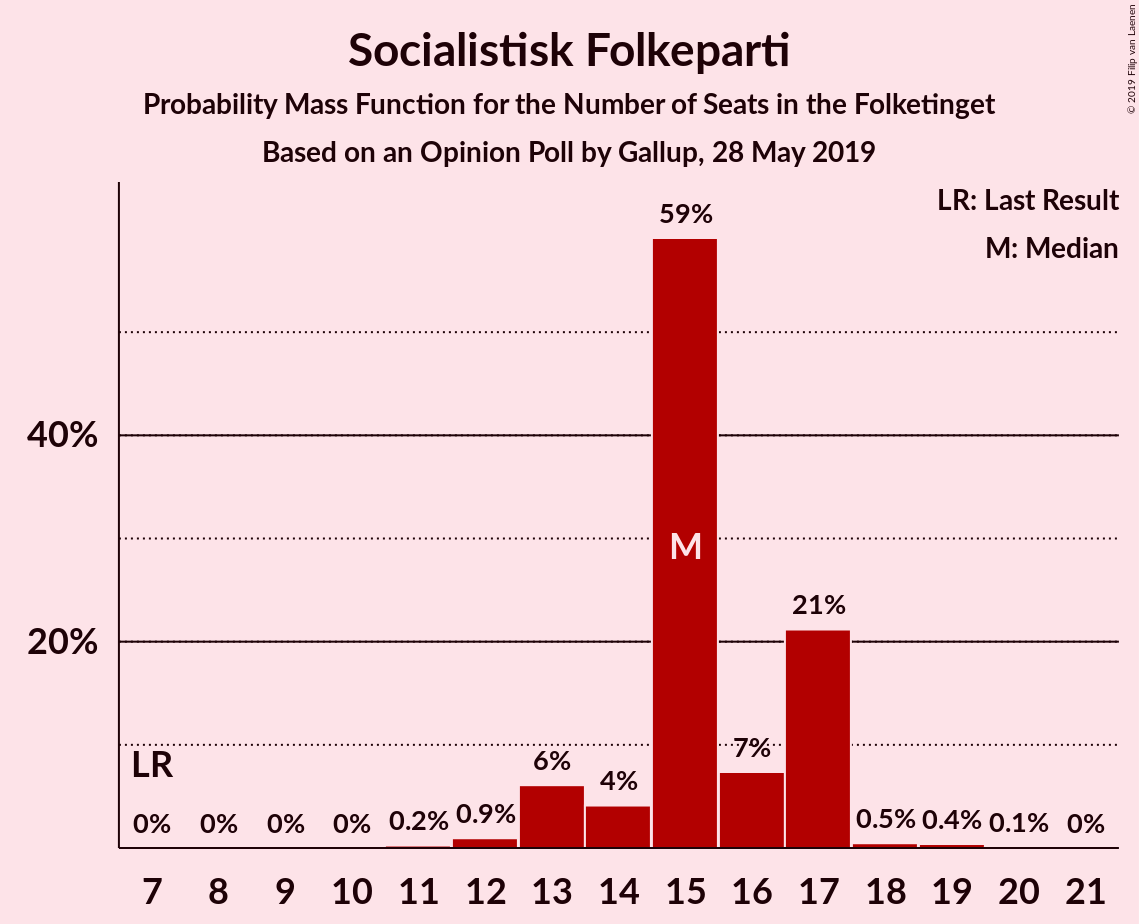 Socialistisk Folkeparti
Probability Mass Function for the Number of Seats in the Folketinget
Based on an Opinion Poll by Gallup, 28 May 2019
© 2019 Filip van Laenen
LR: Last Result
M: Median
59%
40%
M
21%
20%
7%
LR
6%
4%
0% 0% 0% 0% 0.2% 0.9% 0.5% 0.4% 0.1% 0%
7 8 9 10 11 12 13 14 15 16 17 18 19 20 21